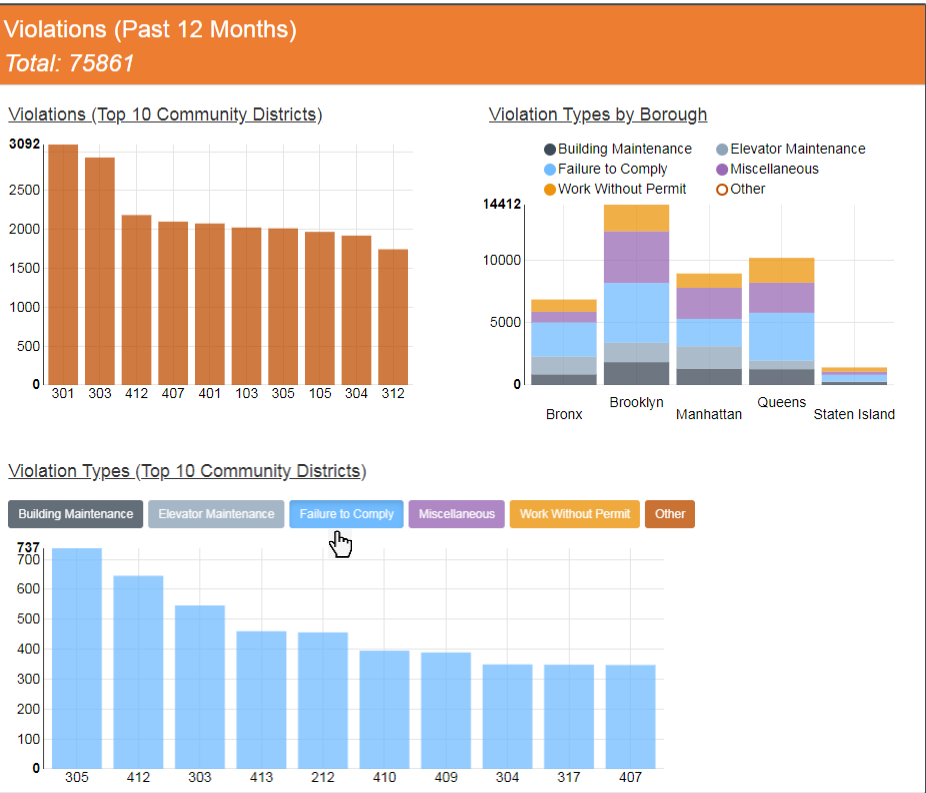 Violations (Past 12 Months)
Total: 75861
Violations (Top 10 Community Districts)
3092
2500
2000
1500
1000
500
0
301 303 412 407 401 103 305 105 304 312
Violation Types by Borough
Building Maintenance Elevator Maintenance
Failure to Comply Miscellaneous
Work Without Permit Other
14412
10000
5000
0
Bronx Brooklyn Manhattan Queens Staten Island
Violation Types (Top 10 Community Districts)
Building Maintenance Elevator Maintenance Failure to Comply Miscellaneous Work Without Permit Other
737
700
600
500
400
300
200
100
0
305 412 303 413 212 410 409 304 317 407